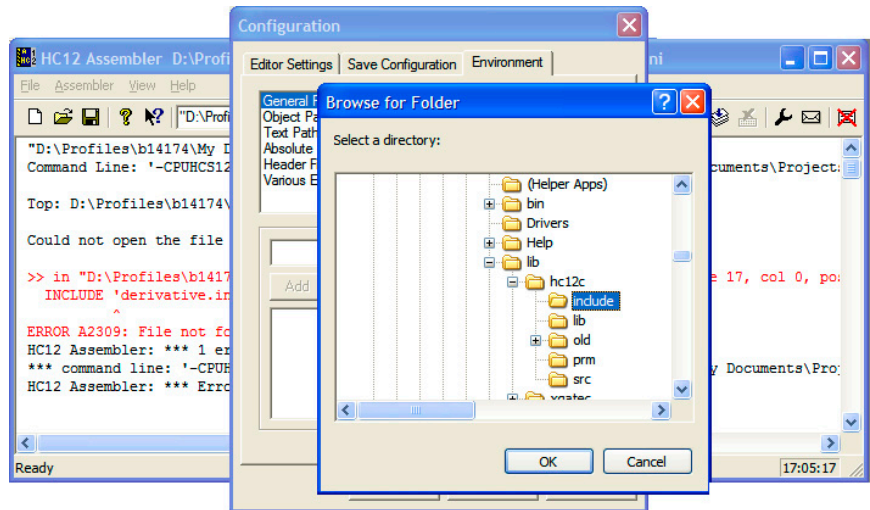 Configuration
HC12 Assembler D:\Profi
ni
Editor Settings
Save Configuration
Environment
File Assembler View Help
"D:\Profi
General P
Object Pa
Text Path
Absolute
Header F
Various E
Browse for Folder
Select a directory:
"D:\Profiles\b14174\My D
Command Line: '-CPUHCS12
cuments\Project
Top: D:\Profiles\b14174\
Could not open the file
>> in "D:\Profiles\b1417
e 17, col 0, po
INCLUDE 'derivative.in
^
ERROR A2309: File not fo
HC12 Assembler: *** 1 er
*** command line: '-CPUH
y Documents\Pro
HC12 Assembler: *** Erro
Add
(Helper Apps)
bin
Drivers
Help
lib
hc12c
include
lib
old
prm
src
xgatec
OK
Cancel
Ready
17:05:17